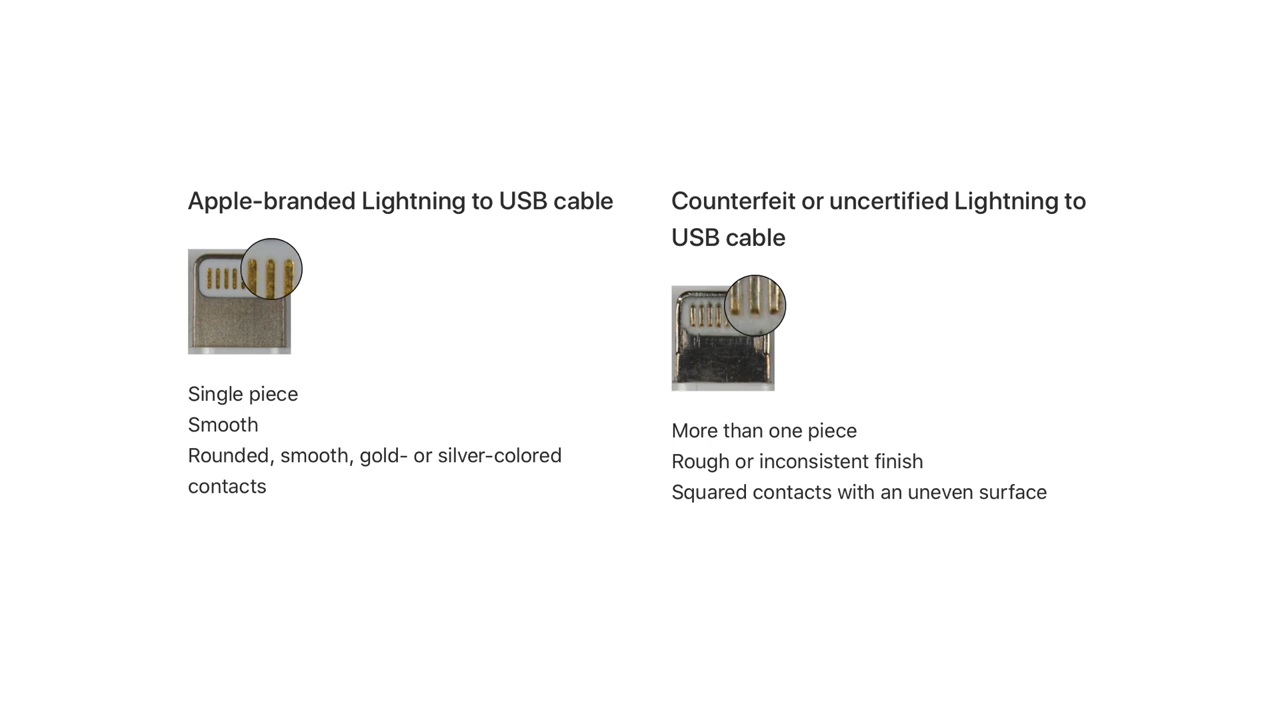 Apple-branded Lightning to USB cable
Single piece
Smooth
Rounded, smooth, gold- or silver-colored
contacts
Counterfeit or uncertified Lightning to
USB cable
More than one piece
Rough or inconsistent finish
Squared contacts with an uneven surface